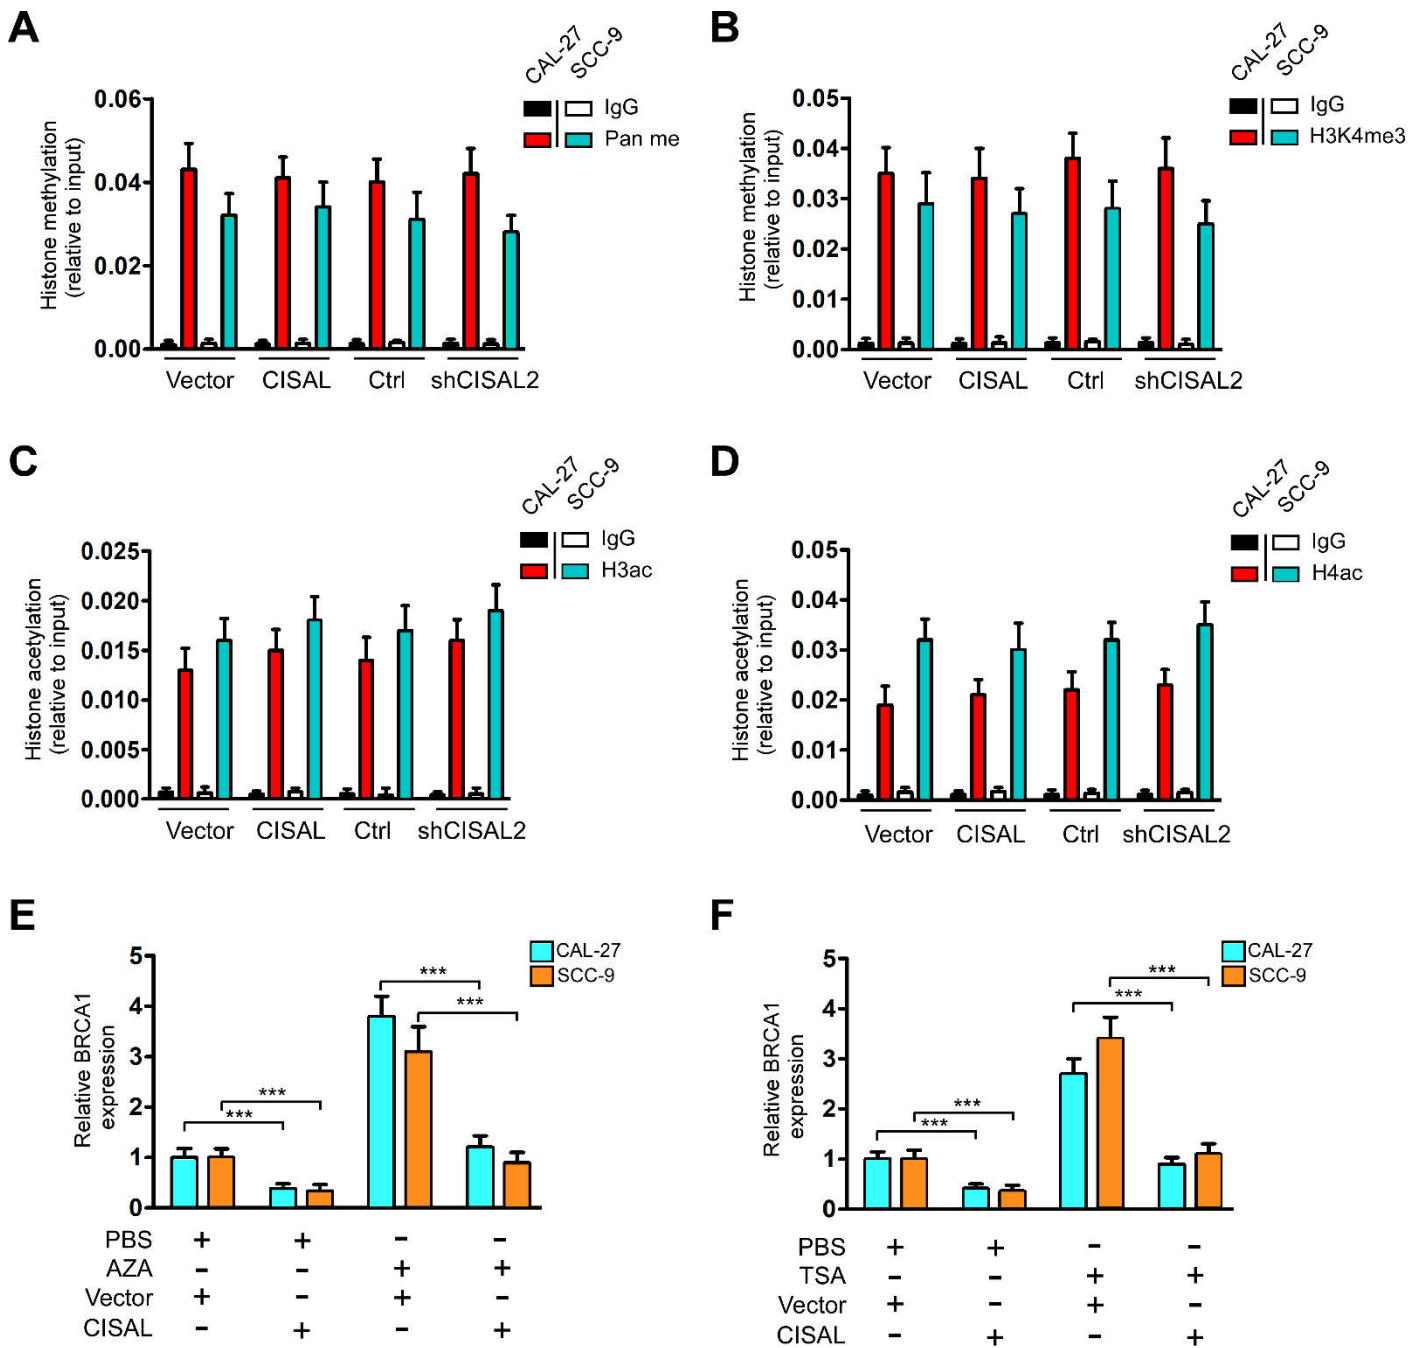 A
CAL-27
SCC-9
IgG
Pan me
Histone methylation
(relative to input)
0.06
0.04
0.02
0.00
Vector CISAL Ctrl shCISAL2
B
CAL-27
SCC-9
IgG
H3K4me3
Histone methylation
(relative to input)
0.05
0.04
0.03
0.01
0.00
Vector CISAL Ctrl shCISAL2
C
CAL-27
SCC-9
IgG
H3ac
Histone acetylation
(relative to input)
0.025
0.020
0.015
0.010
0.005
0.000
Vector CISAL Ctrl shCISAL2
D
CAL-27
SCC-9
IgG
H4ac
Histone acetylation
(relative to input)
0.05
0.04
0.03
0.02
0.01
0.00
Vector CISAL Ctrl shCISAL2
E
CAL-27
SCC-9
Relative BRCA1
expression
5
4
3
2
1
0
***
***
***
***
PBS + + − −
AZA − − + +
Vector + − + −
CISAL − + − +
F
CAL-27
SCC-9
Relative BRCA1
expression
5
4
3
2
1
0
***
***
***
***
PBS + + − −
TSA − − + +
Vector + − + −
CISAL − + − +